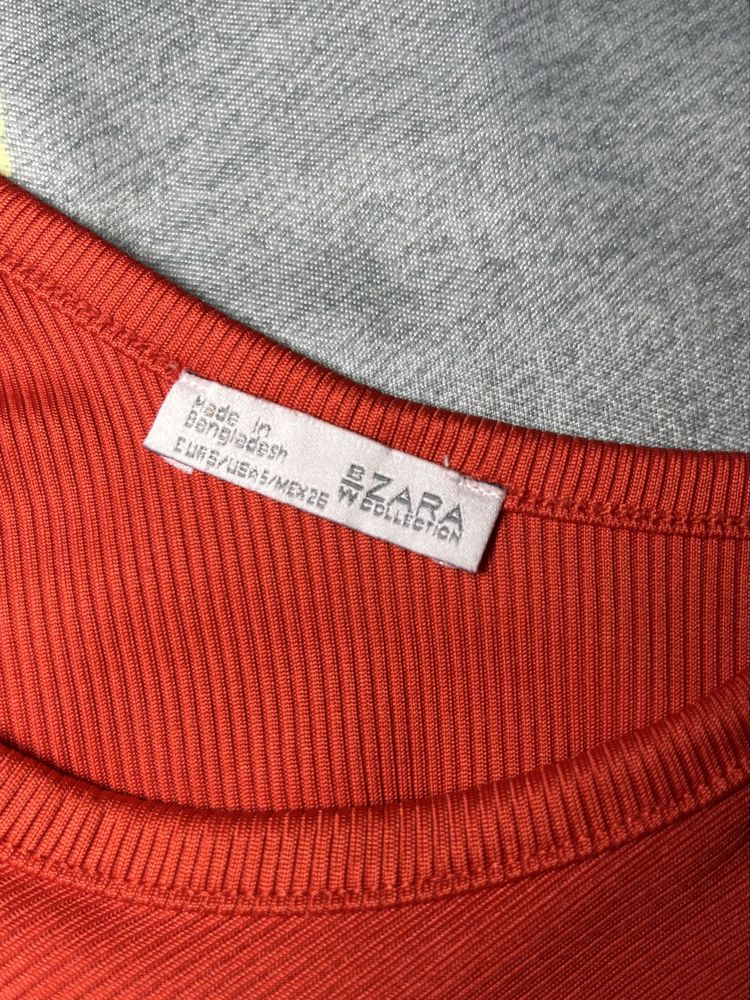 Made in
Bangladesh
EUR S/USA S/MEX 26
B/W ZARA
COLLECTION